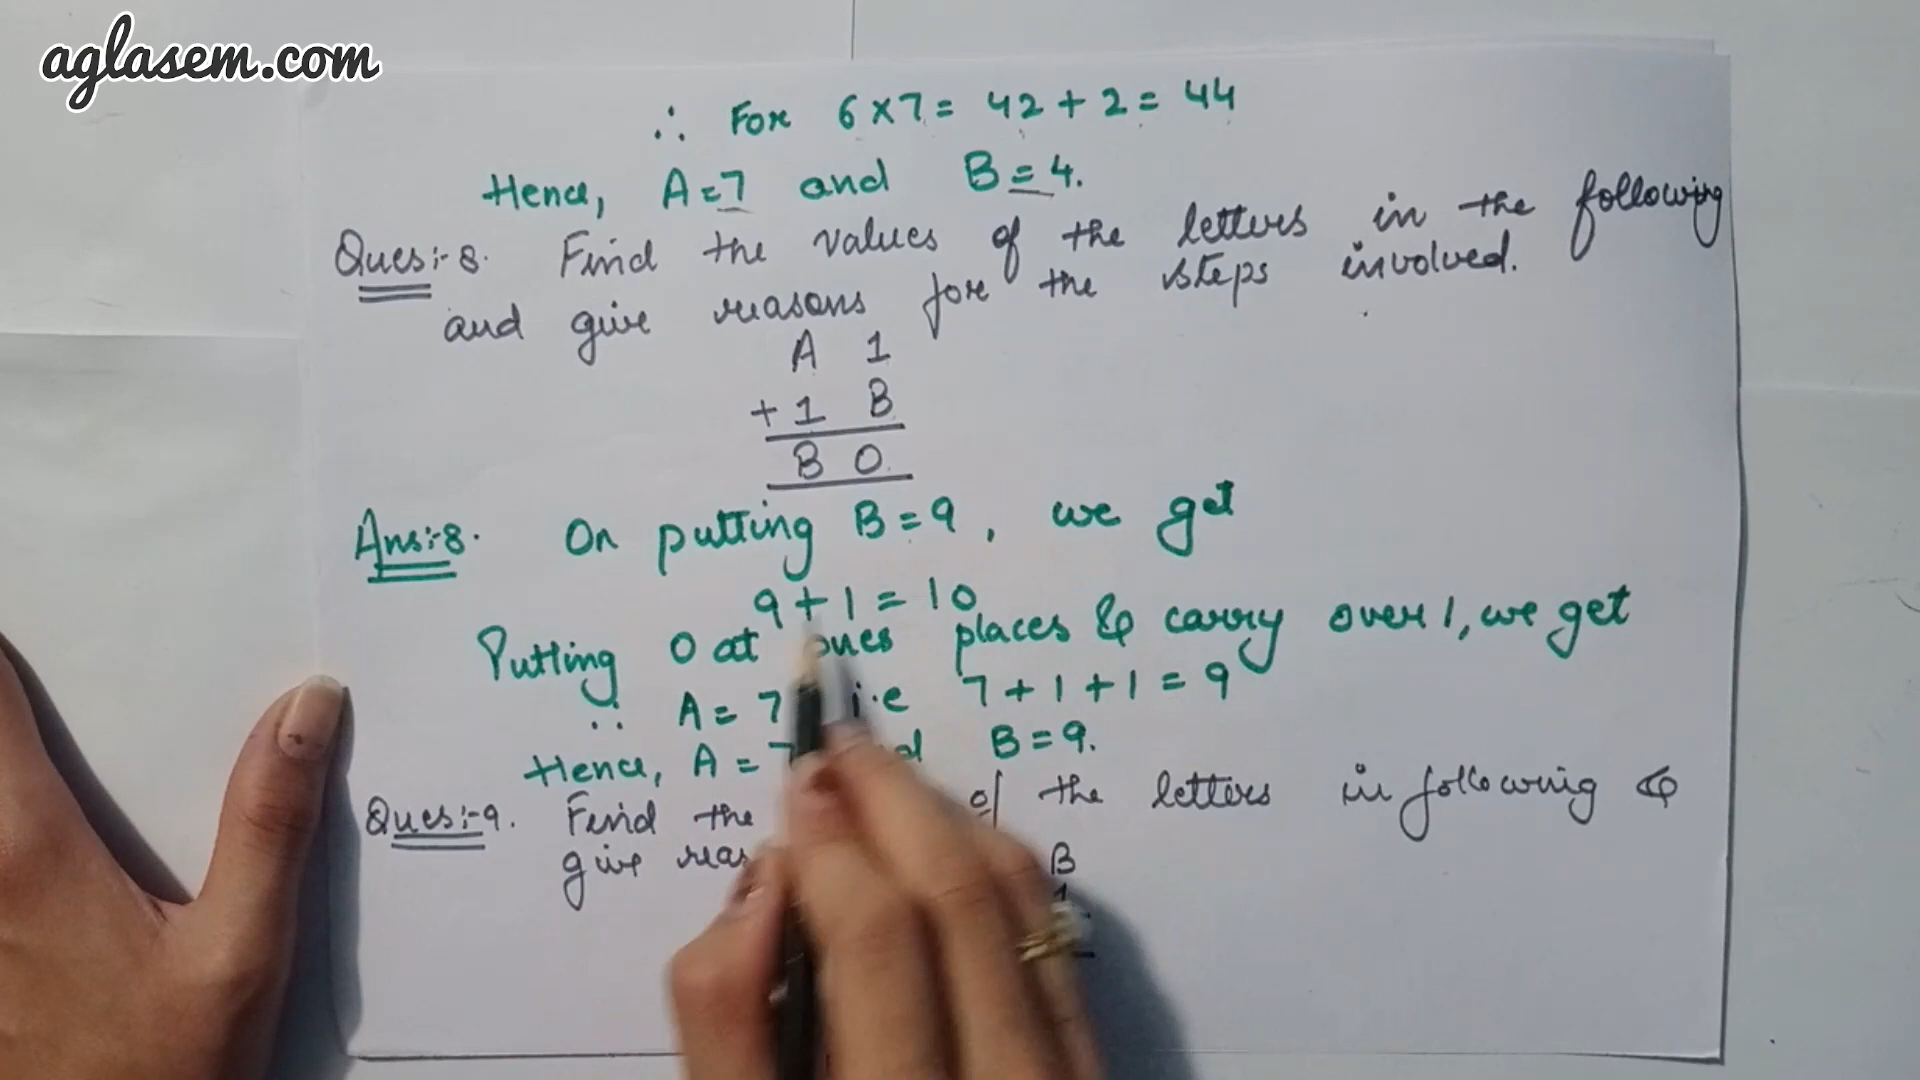 aglasem.com
∴ For 6×7 = 42 + 2 = 44
Hence, A=7 and B=4.
Ques:-8. Find the values of the letters in the following
and give reasons for the steps involved.
A 1
+ 1 B
B 0
Ans:-8. On putting B=9, we get
9+1 = 10
Putting 0 at ones places & carry over 1, we get
∴ A = 7 i.e 7+1+1 = 9
Hence, A = 7 B=9.
Ques:-9. Find the of the letters in following &
give
B
1